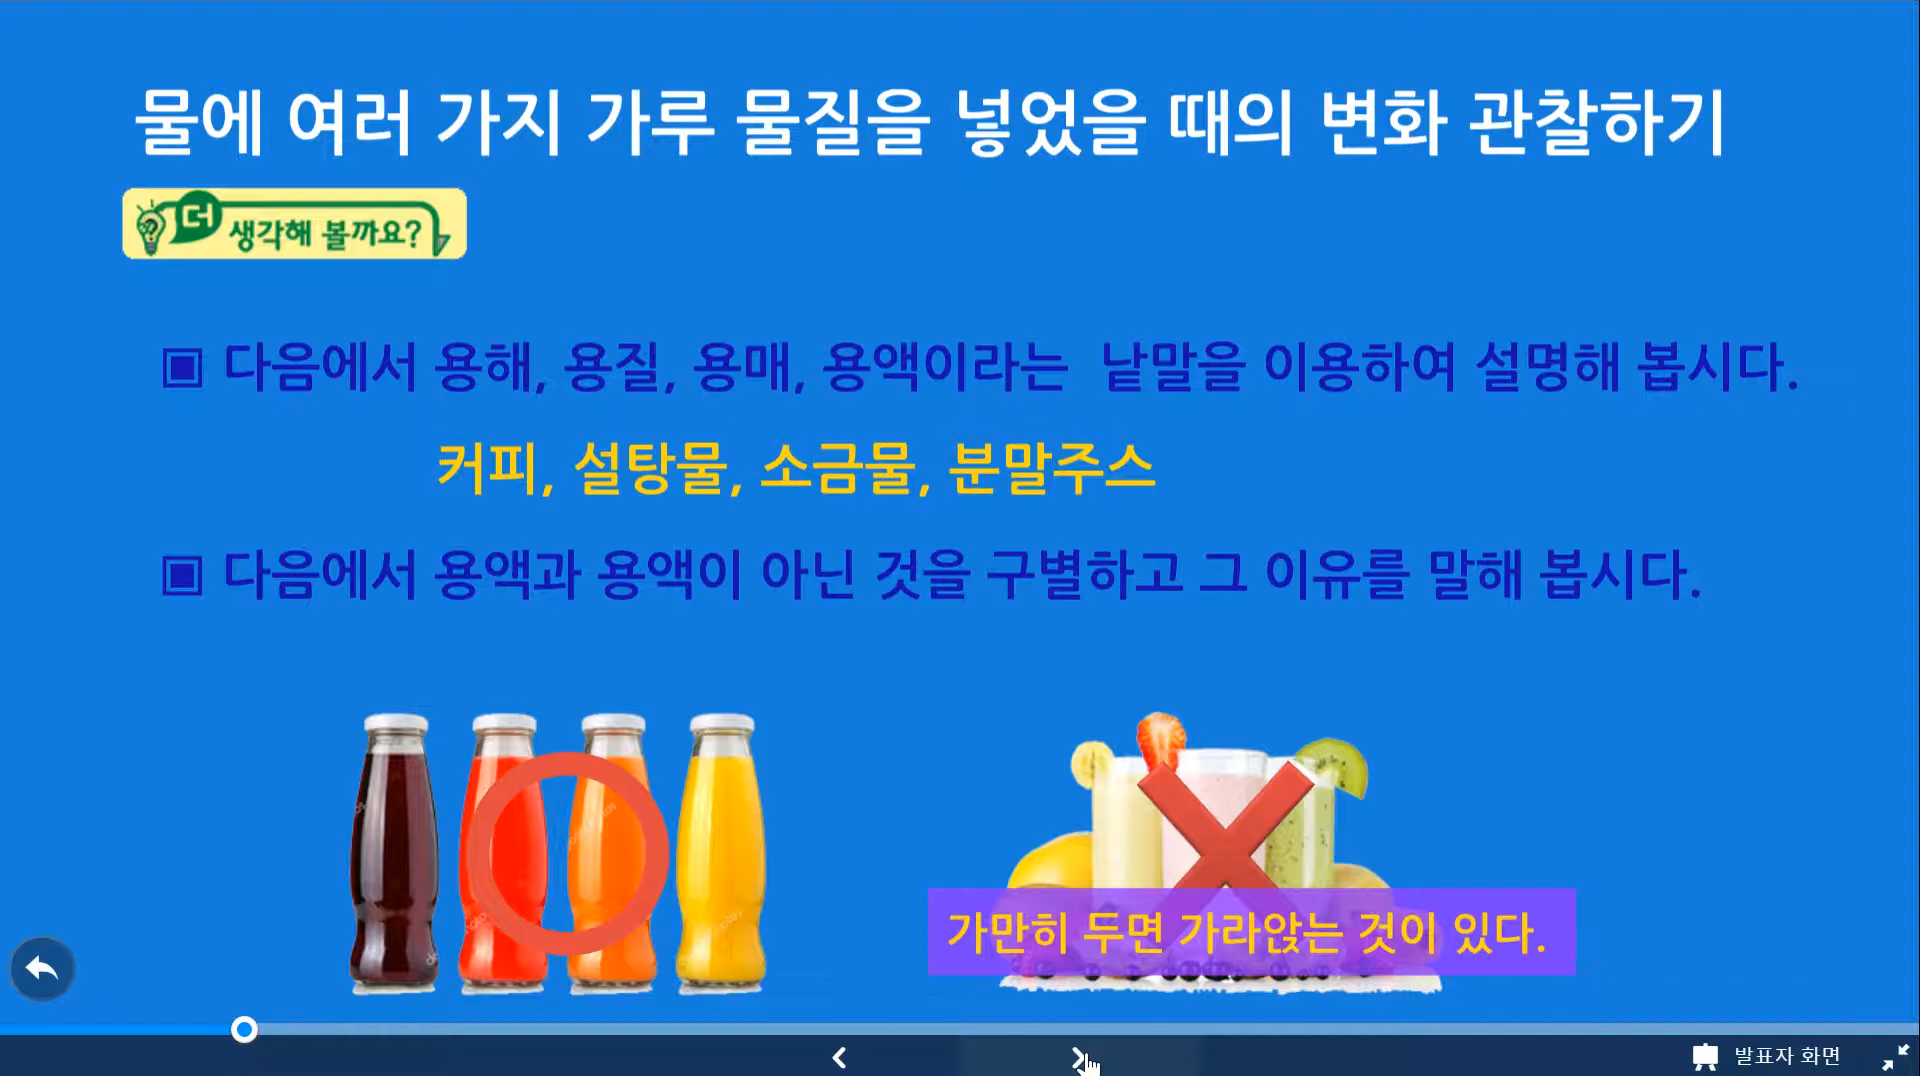 물에 여러 가지 가루 물질을 넣었을 때의 변화 관찰하기
더 생각해 볼까요?
▣ 다음에서 용해, 용질, 용매, 용액이라는 낱말을 이용하여 설명해 봅시다.
커피, 설탕물, 소금물, 분말주스
▣ 다음에서 용액과 용액이 아닌 것을 구별하고 그 이유를 말해 봅시다.
가만히 두면 가라앉는 것이 있다.
발표자 화면